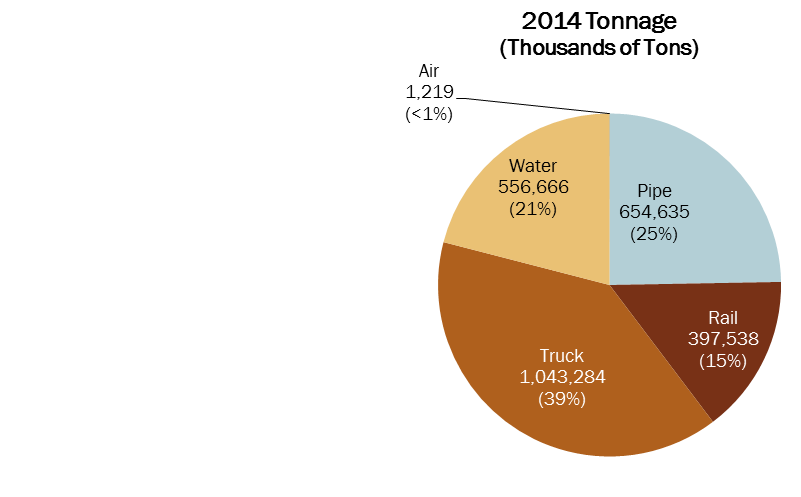 2014 Tonnage
(Thousands of Tons)
Air
1,219
(<1%)
Water
556,666
(21%)
Pipe
654,635
(25%)
Rail
397,538
(15%)
Truck
1,043,284
(39%)